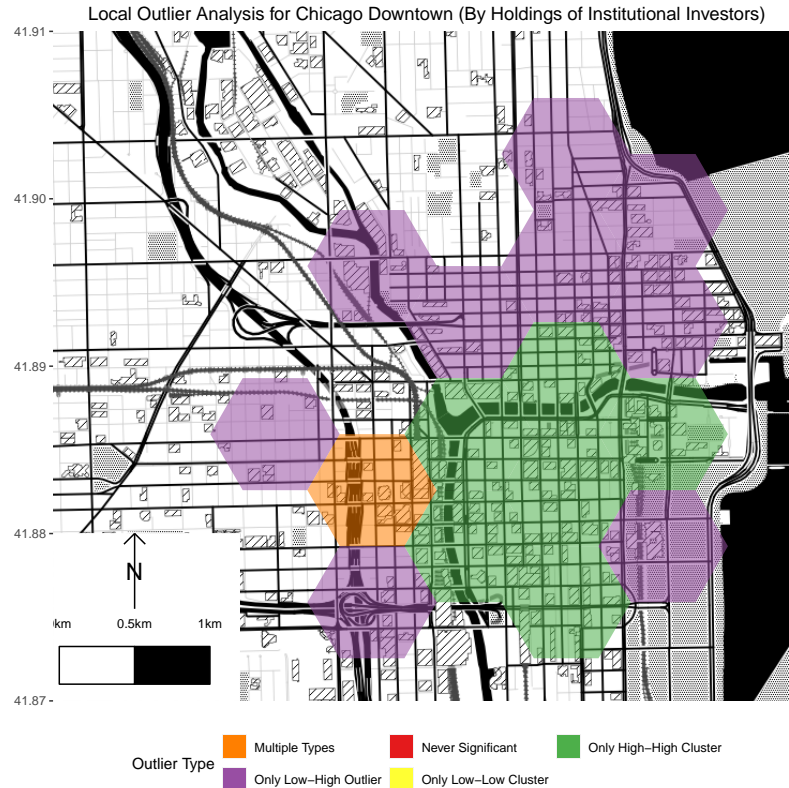 Local Outlier Analysis for Chicago Downtown (By Holdings of Institutional Investors)
41.91
41.90
41.89
41.88
41.87
N
km 0.5km 1km
Outlier Type
Multiple Types
Never Significant
Only High−High Cluster
Only Low−High Outlier
Only Low−Low Cluster